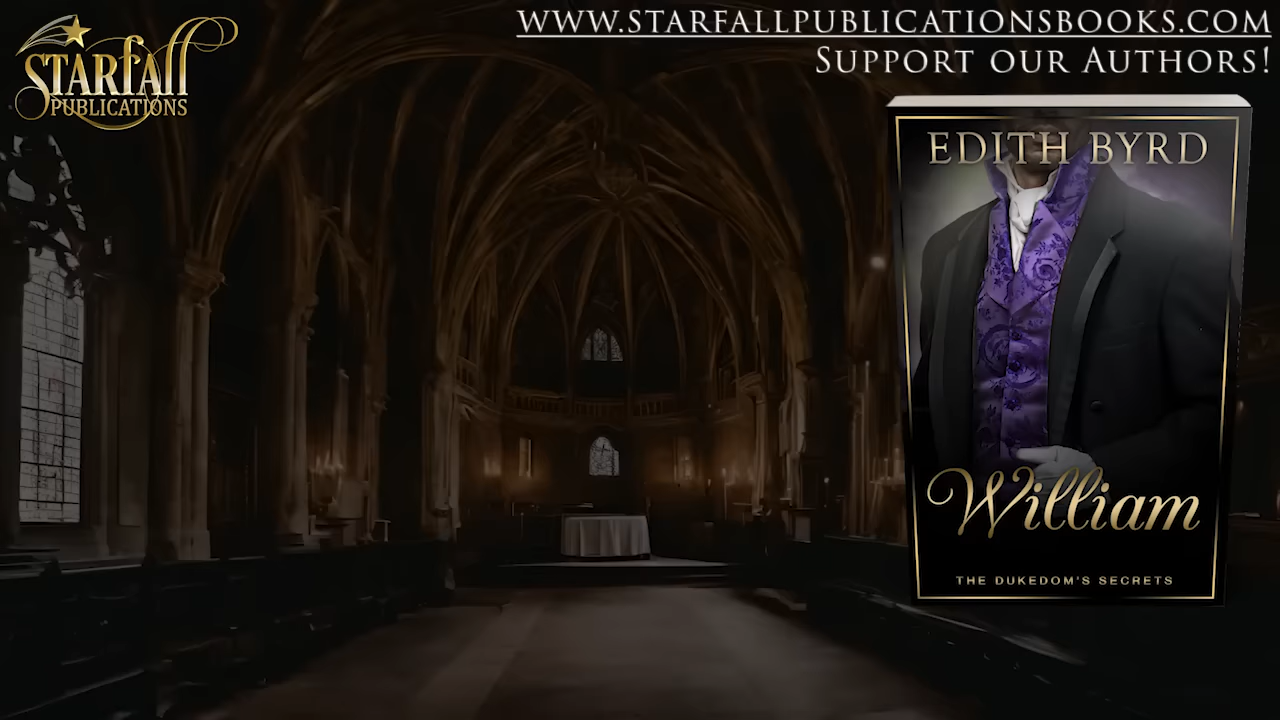 STARfall
PUBLICATIONS
WWW.STARFALLPUBLICATIONSBOOKS.COM
SUPPORT OUR AUTHORS!
EDITH BYRD
William
THE DUKEDOM'S SECRETS